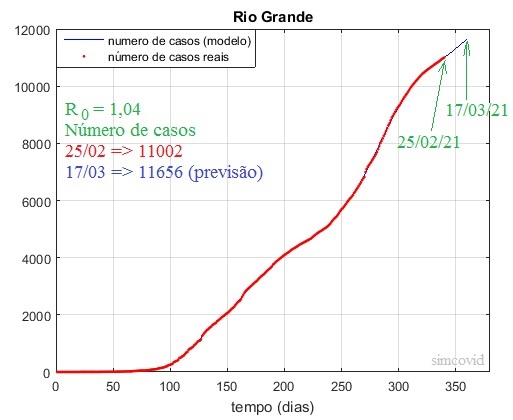 Rio Grande
12000
10000
8000
6000
4000
2000
0
numero de casos (modelo)
número de casos reais
R0 = 1,04
Número de casos
25/02 => 11002
17/03 => 11656 (previsão)
17/03/21
25/02/21
simcovid
0 50 100 150 200 250 300 350
tempo (dias)